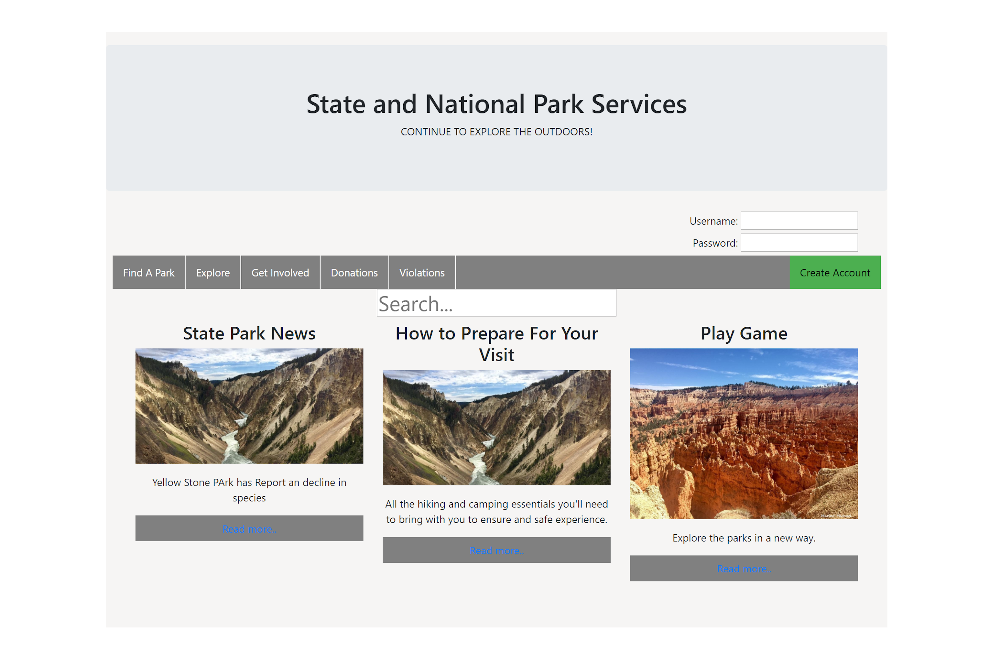 State and National Park Services
CONTINUE TO EXPLORE THE OUTDOORS!
Username:
Password:
Find A Park
Explore
Get Involved
Donations
Violations
Create Account
Search...
State Park News
Yellow Stone PArk has Report an decline in
species
Read more..
How to Prepare For Your
Visit
All the hiking and camping essentials you'll need
to bring with you to ensure and safe experience.
Read more..
Play Game
Explore the parks in a new way.
Read more..